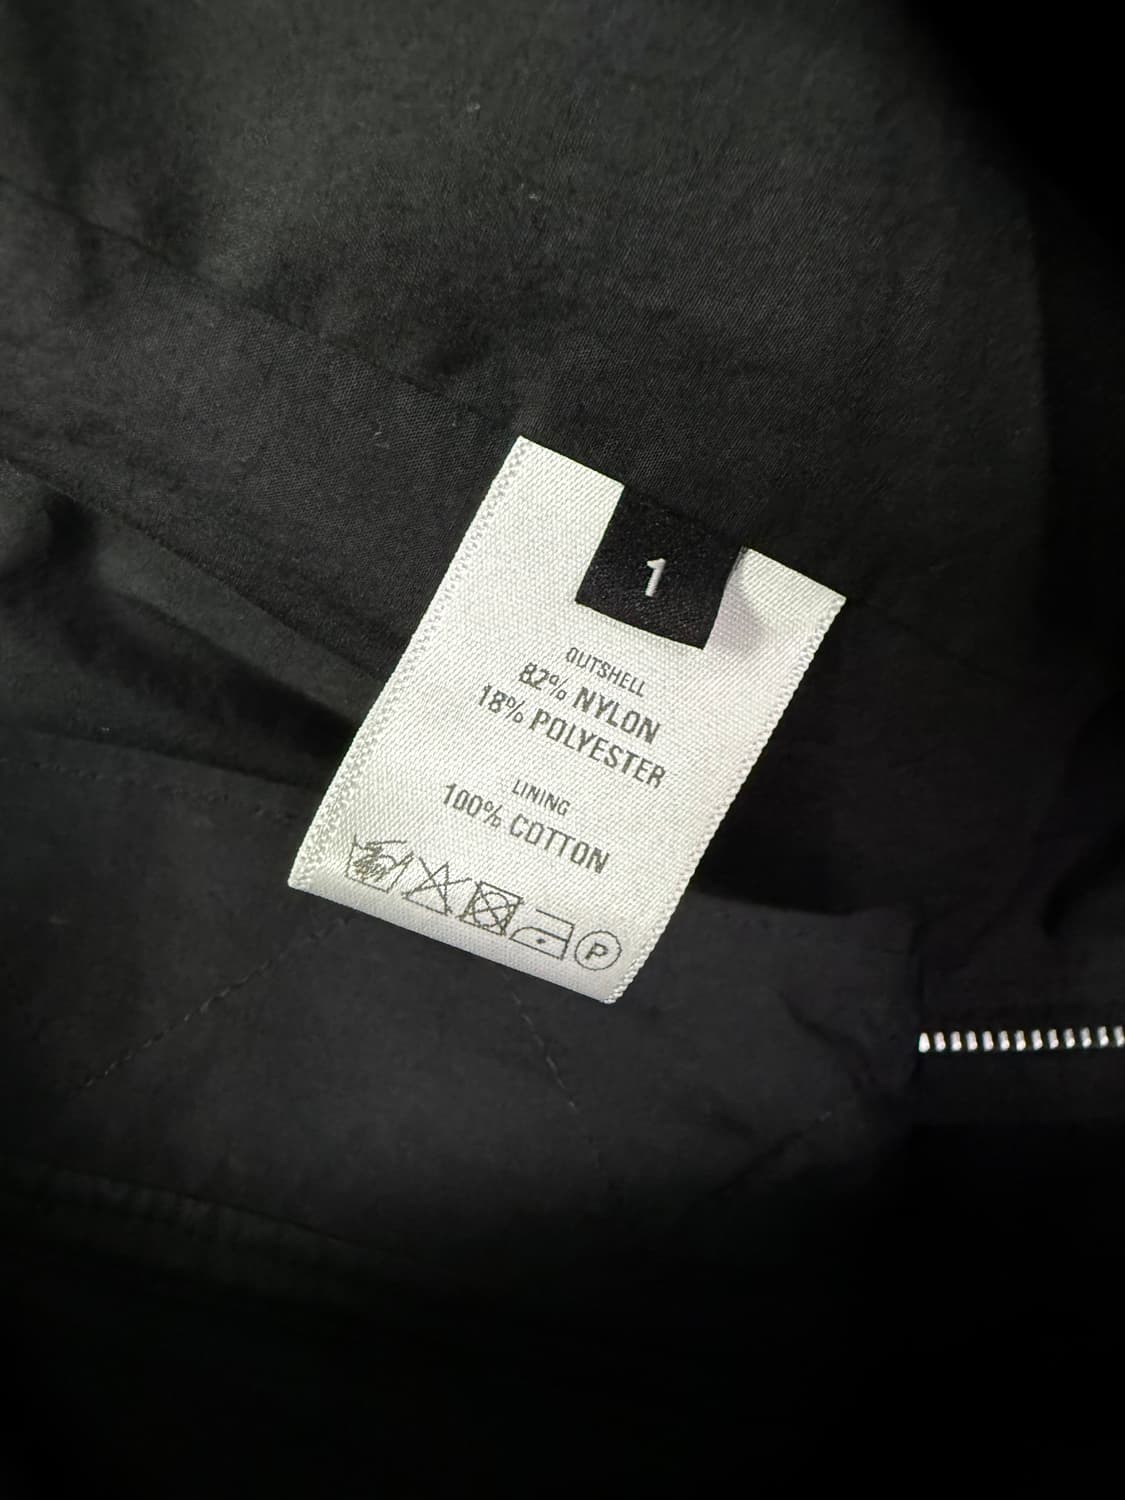 1
OUTSHELL
82% NYLON
18% POLYESTER
LINING
100% COTTON
P